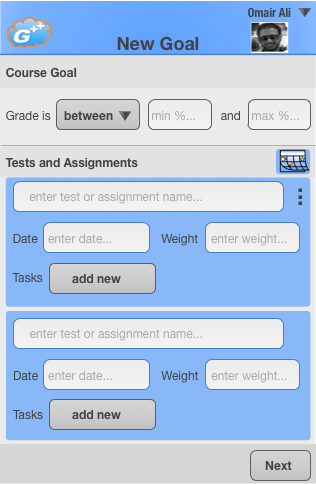 Omair Ali
G++
New Goal
Course Goal
Grade is between min %... and max %...
Tests and Assignments
enter test or assignment name...
Date enter date... Weight enter weight...
Tasks add new
enter test or assignment name...
Date enter date... Weight enter weight...
Tasks add new
Next